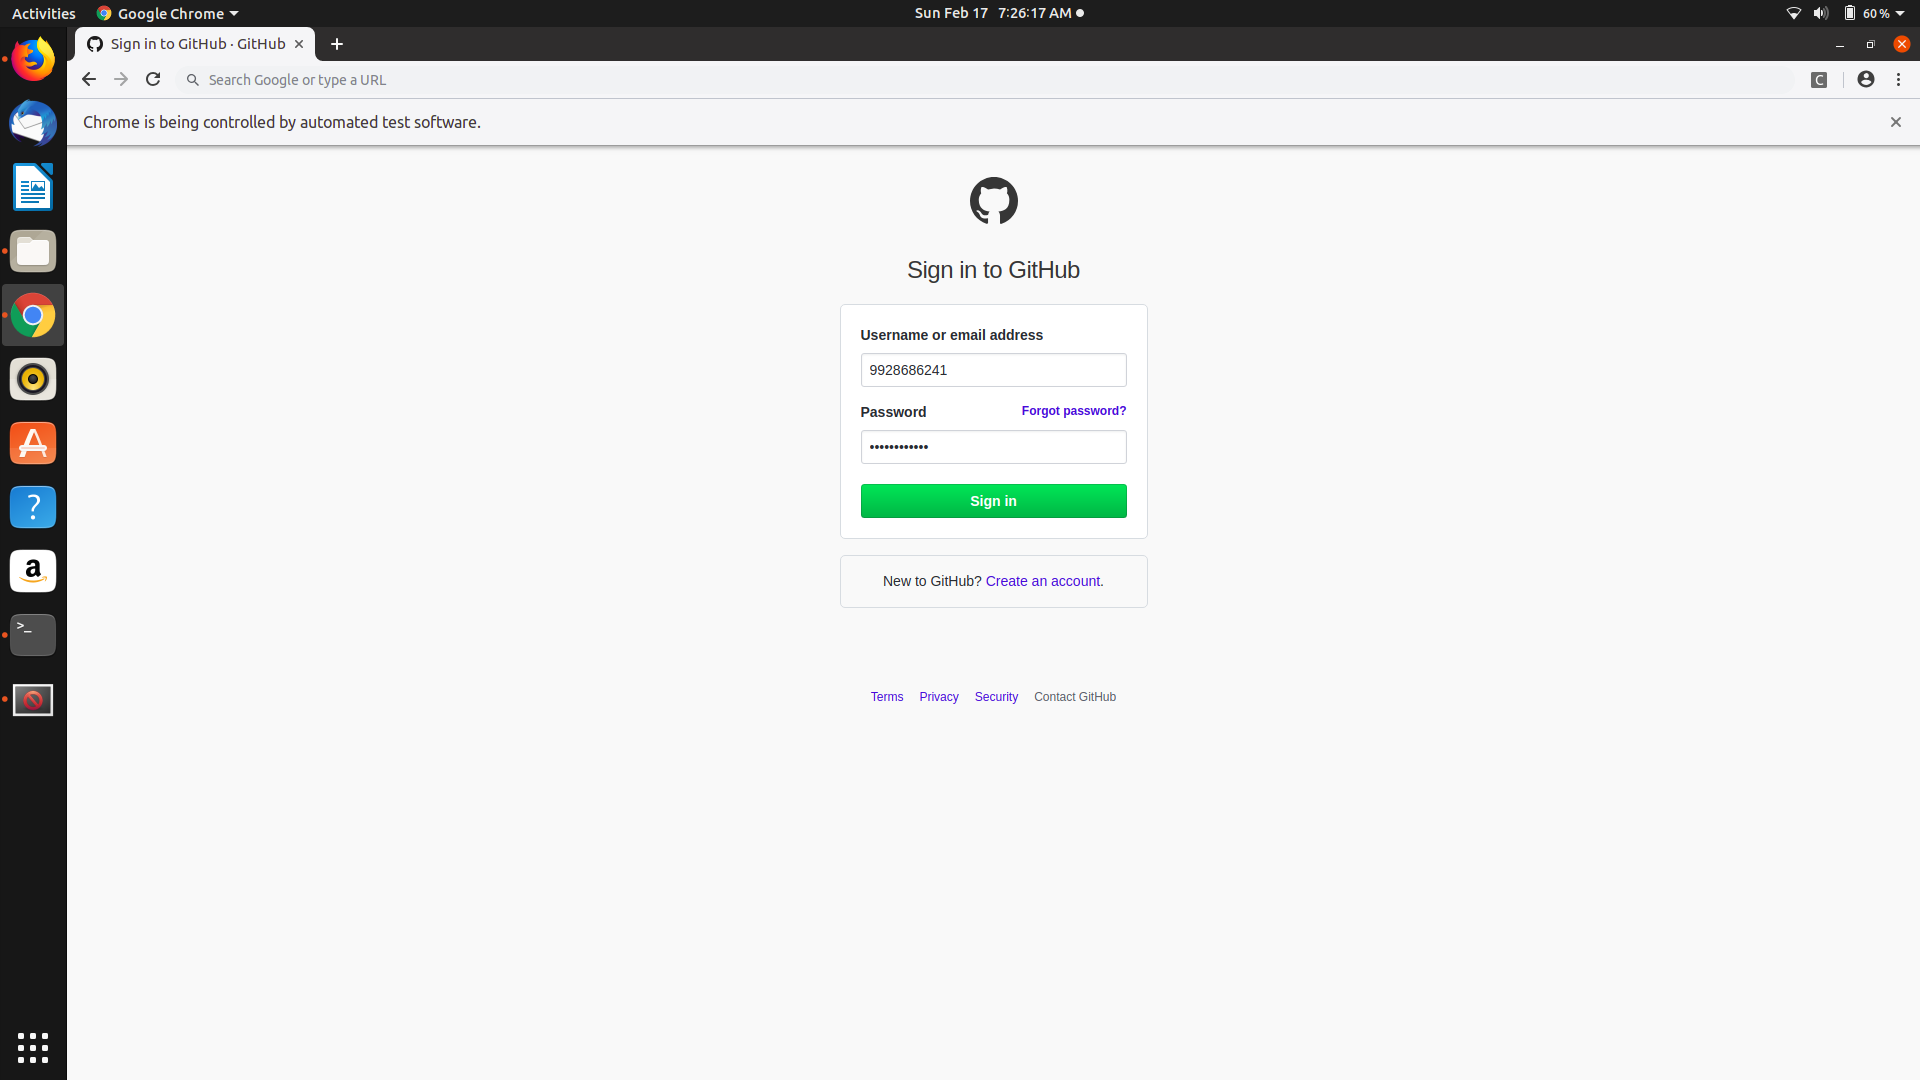 Activities Google Chrome Sun Feb 17 7:26:17 AM 60 %
Sign in to GitHub · GitHub
Search Google or type a URL
C
Chrome is being controlled by automated test software.
Sign in to GitHub
Username or email address
9928686241
Password Forgot password?
••••••••••••
Sign in
New to GitHub? Create an account.
Terms Privacy Security Contact GitHub
?
a
>_